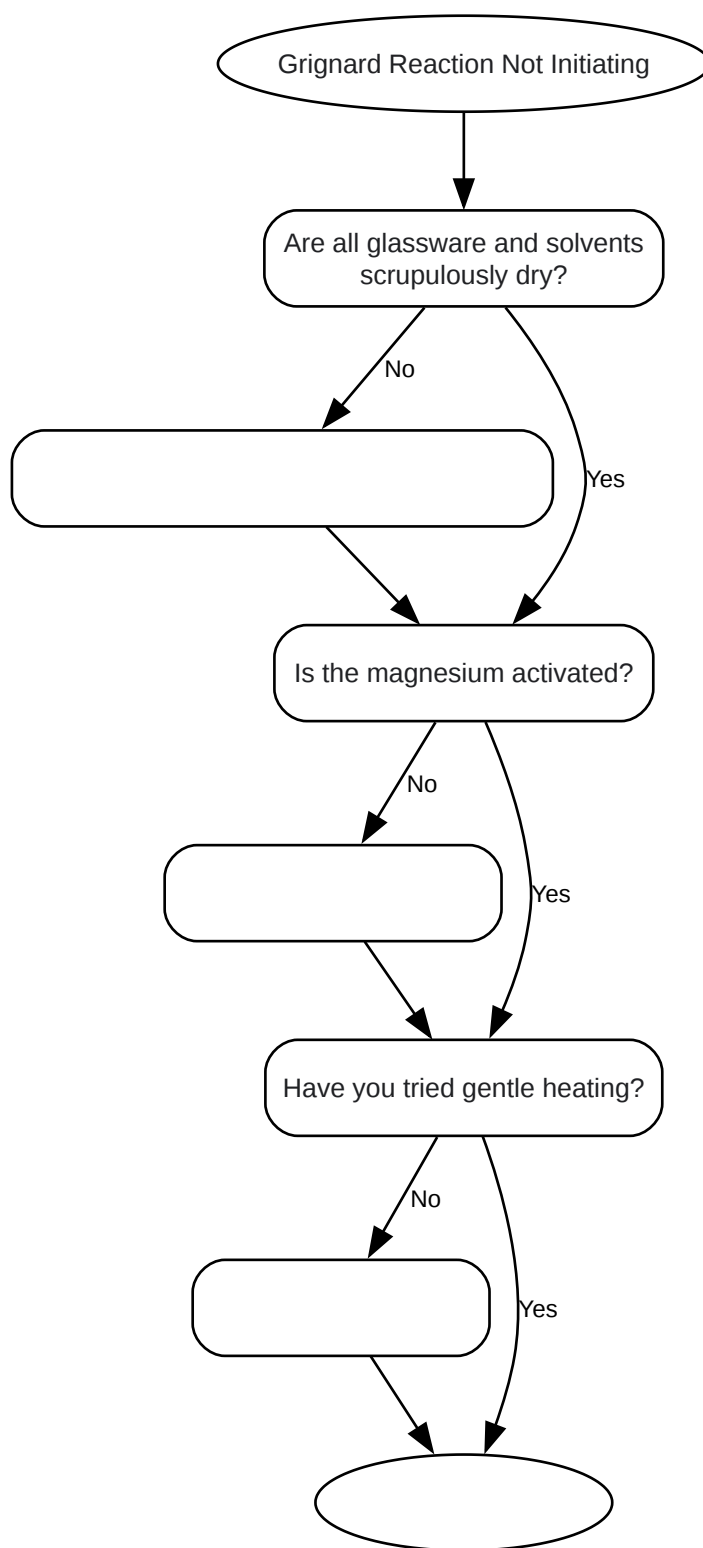 Grignard Reaction Not Initiating
Are all glassware and solvents
scrupulously dry?
No
Yes
Is the magnesium activated?
No
Yes
Have you tried gentle heating?
No
Yes